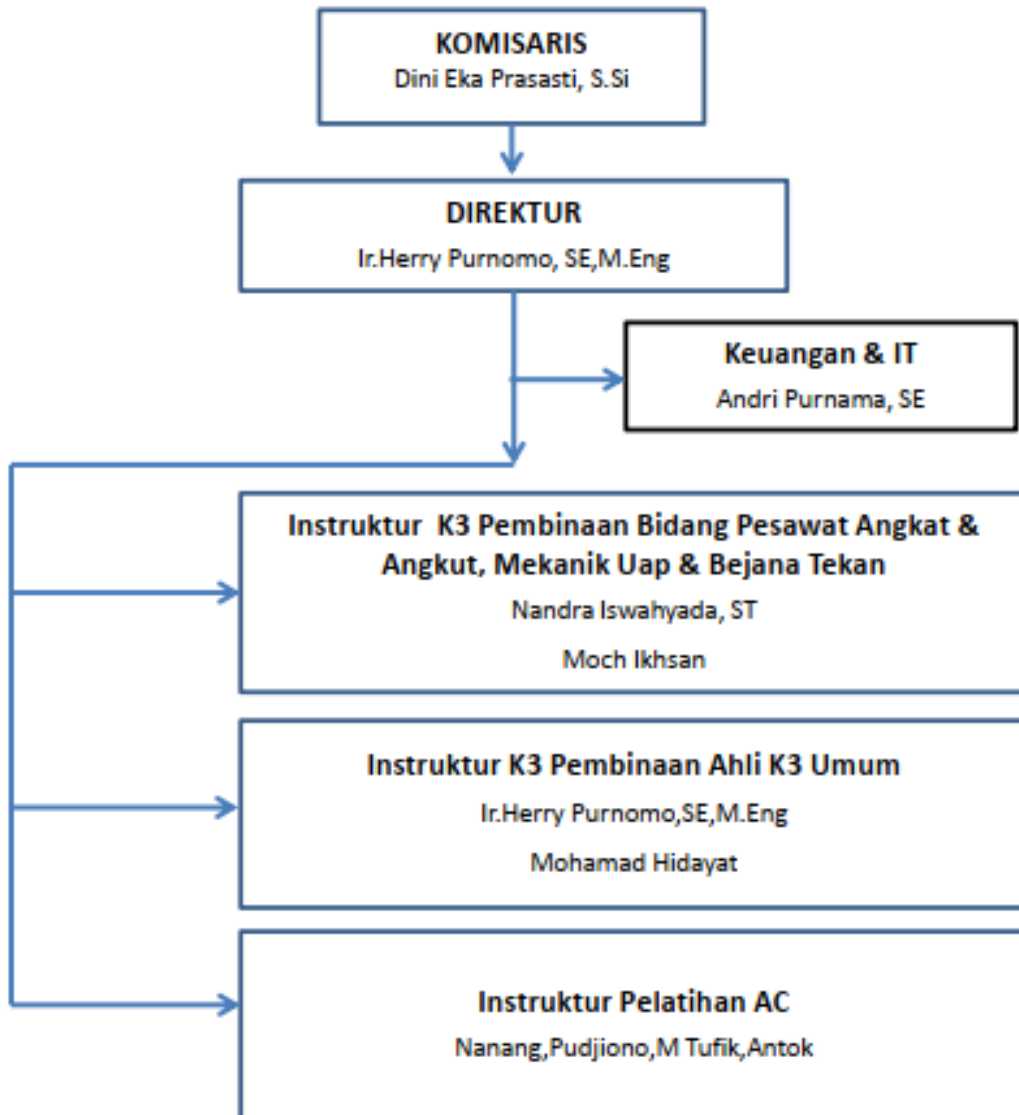 KOMISARIS
Dini Eka Prasasti, S.Si
DIREKTUR
Ir.Herry Purnomo, SE,M.Eng
Keuangan & IT
Andri Purnama, SE
Instruktur  K3 Pembinaan Bidang Pesawat Angkat &
Angkut, Mekanik Uap & Bejana Tekan
Nandra Iswahyada, ST
Moch Ikhsan
Instruktur K3 Pembinaan Ahli K3 Umum
Ir.Herry Purnomo,SE,M.Eng
Mohamad Hidayat
Instruktur Pelatihan AC
Nanang,Pudjiono,M Tufik,Antok